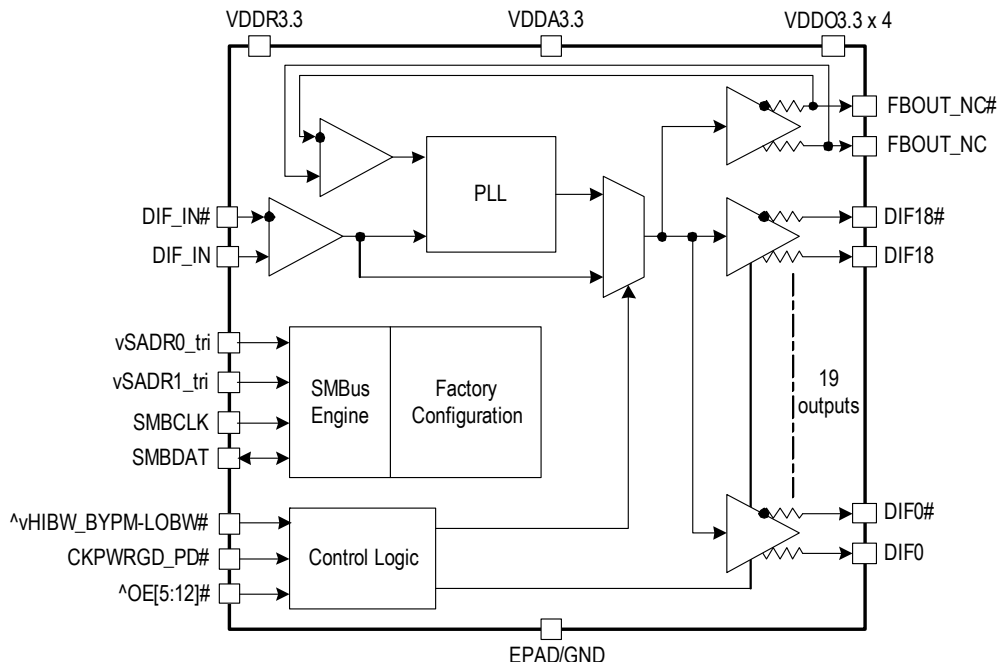 VDDR3.3
VDDA3.3
VDDO3.3 x 4
FBOUT_NC#
FBOUT_NC
PLL
DIF_IN#
DIF_IN
DIF18#
DIF18
vSADR0_tri
vSADR1_tri
SMBCLK
SMBDAT
SMBus
Engine
Factory
Configuration
19
outputs
^vHIBW_BYPM-LOBW#
CKPWRGD_PD#
^OE[5:12]#
Control Logic
DIF0#
DIF0
EPAD/GND